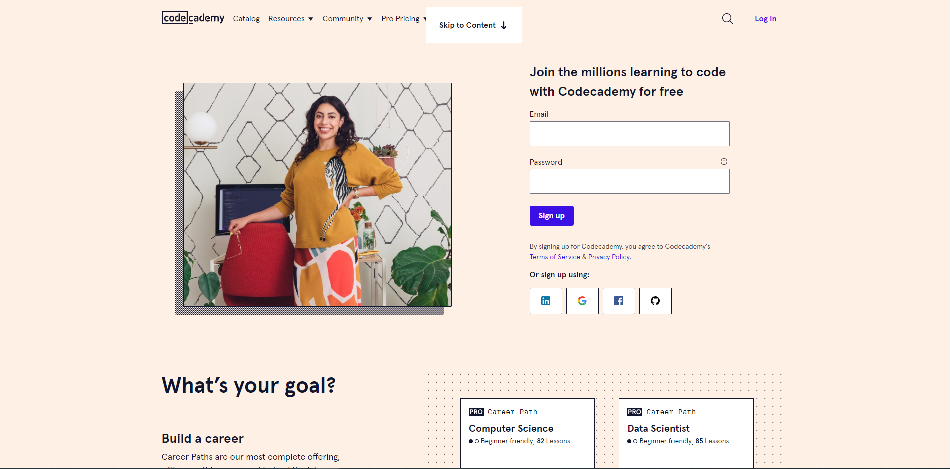 codecademy Catalog Resources Community Pro Pricing Skip to Content Log In
Join the millions learning to code
with Codecademy for free
Email
Password
Sign up
By signing up for Codecademy, you agree to Codecademy's
Terms of Service & Privacy Policy.
Or sign up using:
What's your goal?
Build a career
Career Paths are our most complete offering,
PRO Career Path
Computer Science
Beginner friendly, 82 Lessons
PRO Career Path
Data Scientist
Beginner friendly, 85 Lessons